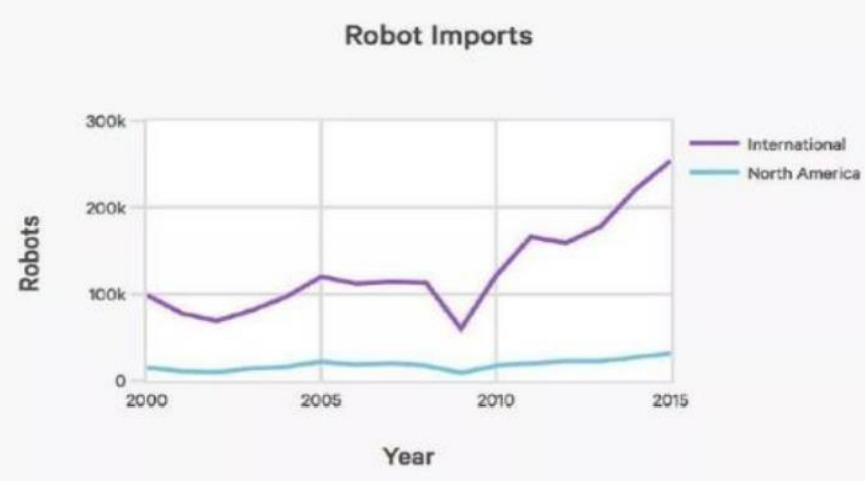 Robot Imports
300k
200k
100k
0
Robots
2000 2005 2010 2015
Year
International
North America